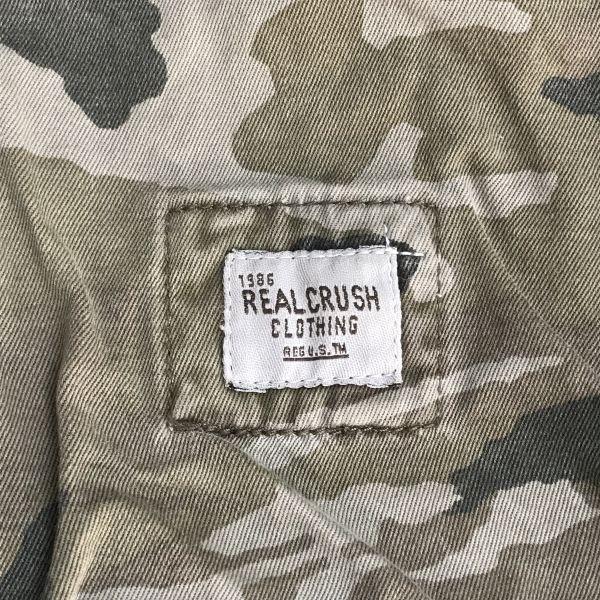 1986
REALCRUSH
CLOTHING
REG U.S. TM